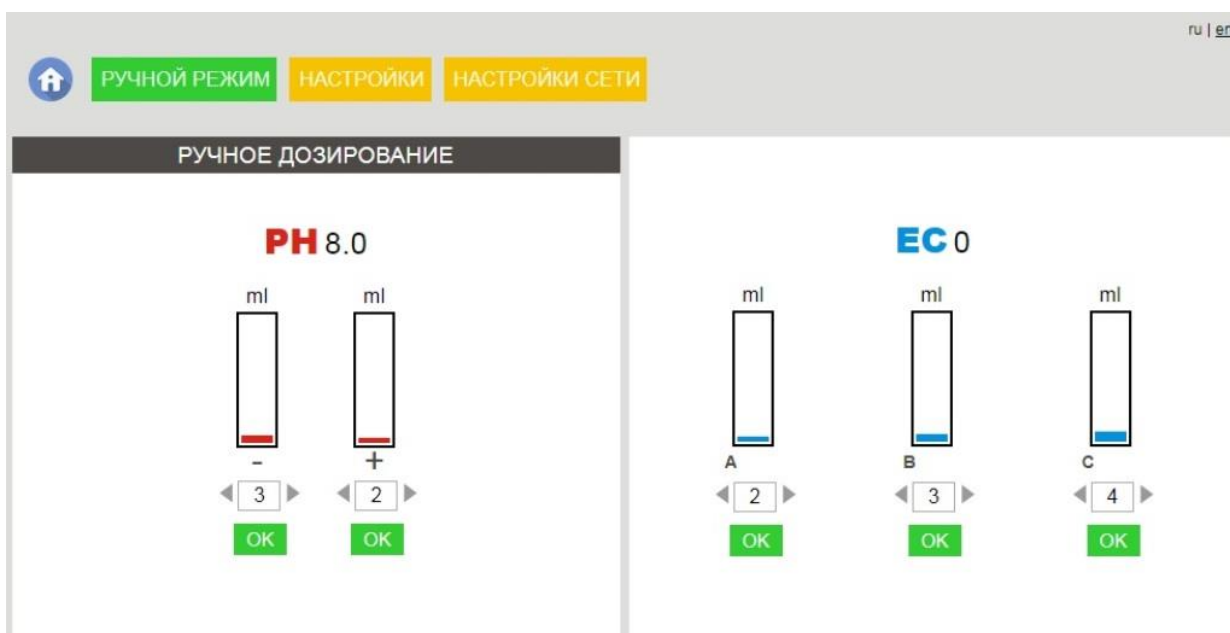 ru | en
РУЧНОЙ РЕЖИМ НАСТРОЙКИ НАСТРОЙКИ СЕТИ
РУЧНОЕ ДОЗИРОВАНИЕ
PH 8.0
ml ml
- +
3 2
OK OK
EC 0
ml ml ml
A B C
2 3 4
OK OK OK